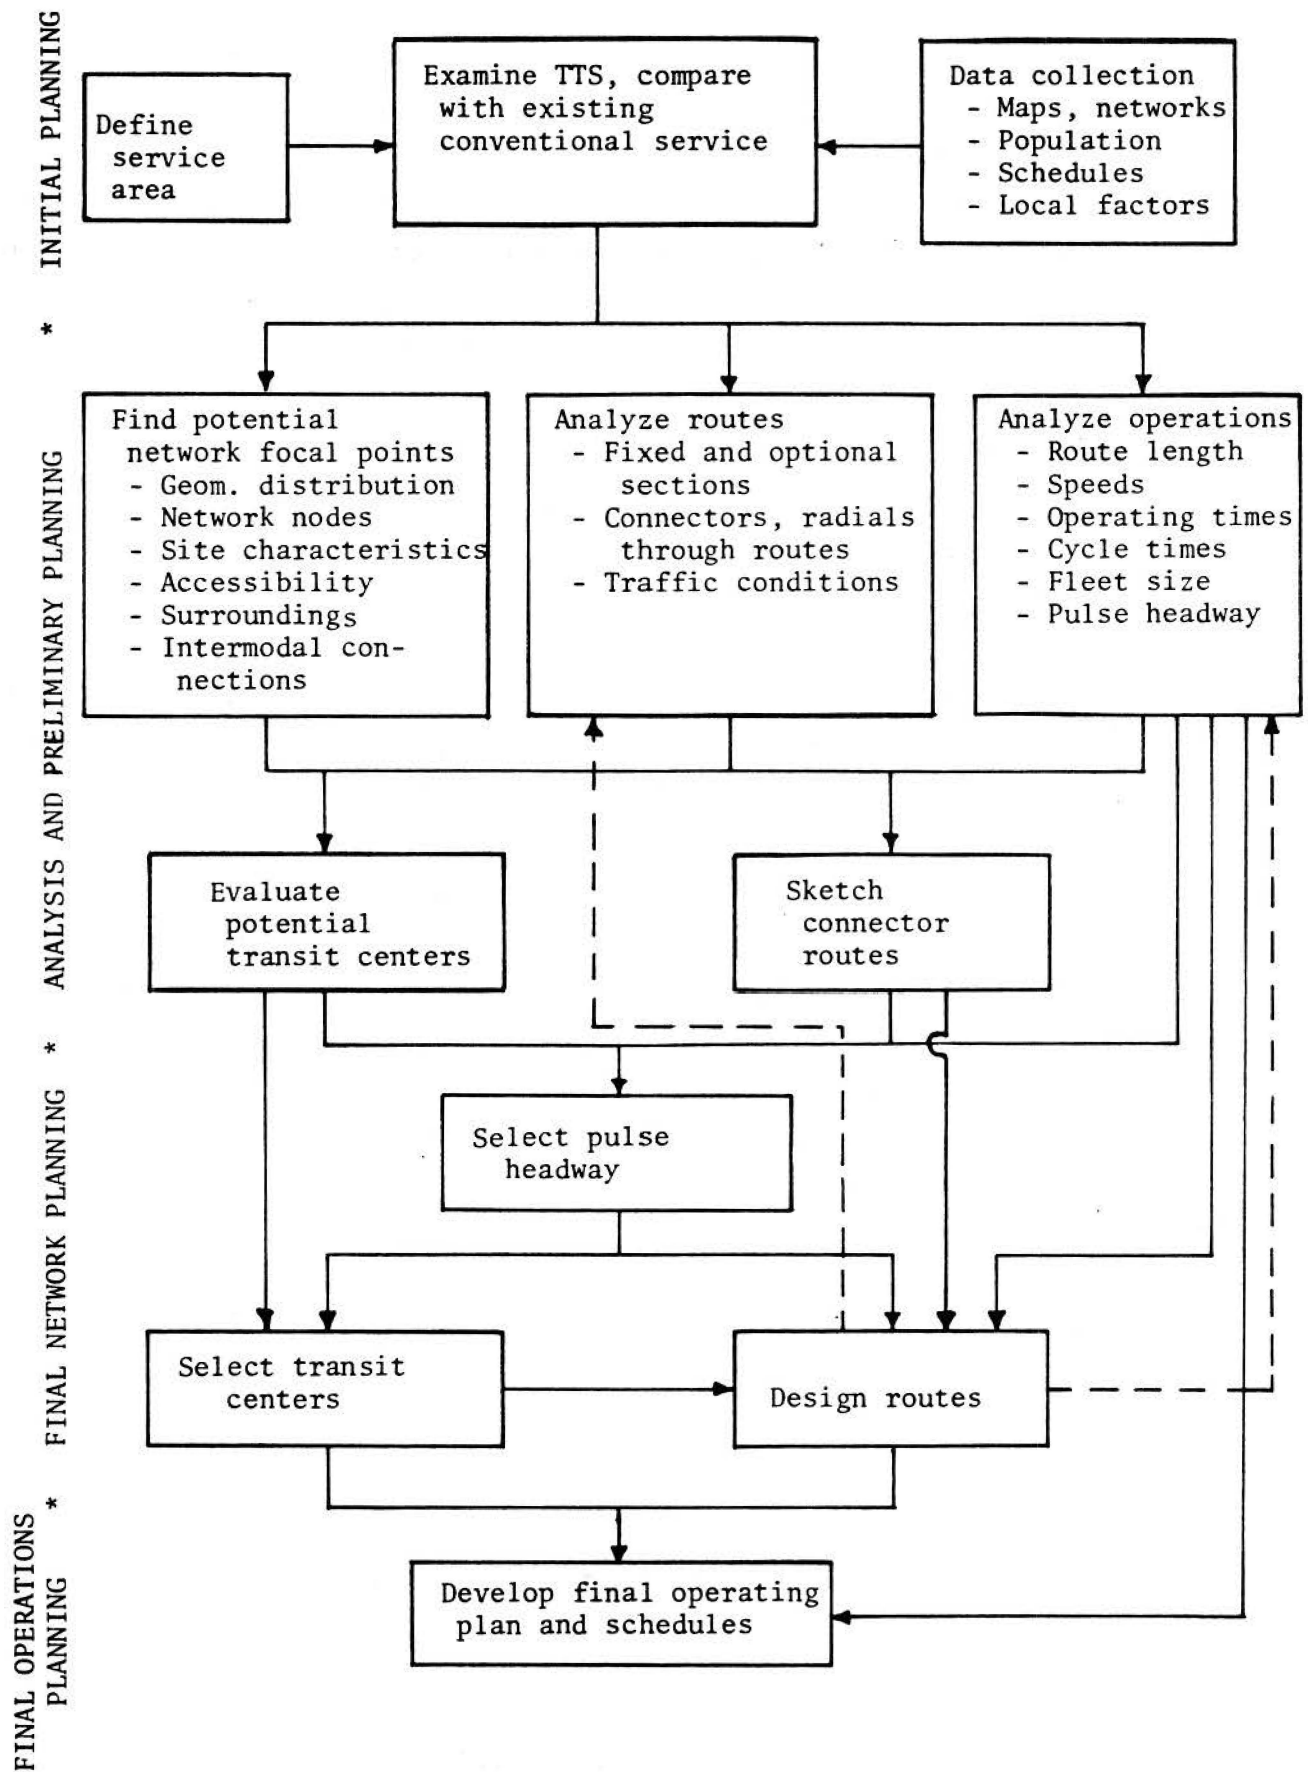 INITIAL PLANNING
*
ANALYSIS AND PRELIMINARY PLANNING
*
FINAL NETWORK PLANNING
*
FINAL OPERATIONS
PLANNING
Define
service
area
Examine TTS, compare
with existing
conventional service
Data collection
- Maps, networks
- Population
- Schedules
- Local factors
Find potential
network focal points
- Geom. distribution
- Network nodes
- Site characteristics
- Accessibility
- Surroundings
- Intermodal con-
nections
Analyze routes
- Fixed and optional
sections
- Connectors, radials
through routes
- Traffic conditions
Analyze operations
- Route length
- Speeds
- Operating times
- Cycle times
- Fleet size
- Pulse headway
Evaluate
potential
transit centers
Sketch
connector
routes
Select pulse
headway
Select transit
centers
Design routes
Develop final operating
plan and schedules